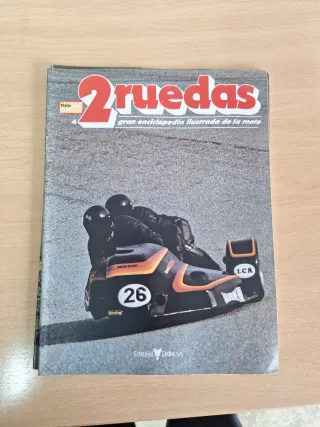 4
2ruedas
gran enciclopedia ilustrada de la moto
26
LCR
EDITORIAL DELTA, S.A.